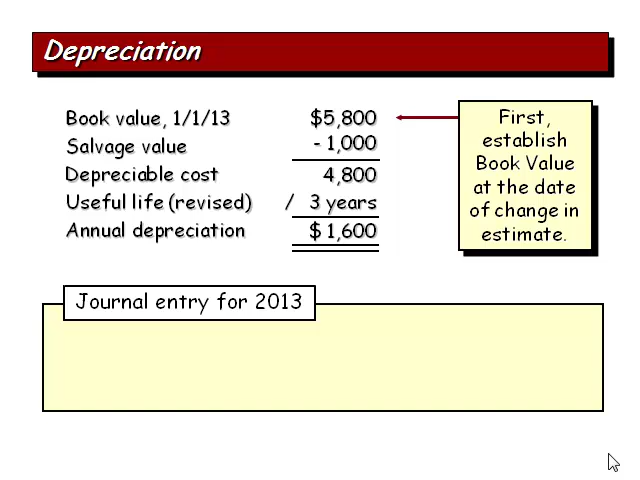 Depreciation
Book value, 1/1/13 $5,800
Salvage value - 1,000
Depreciable cost 4,800
Useful life (revised) / 3 years
Annual depreciation $ 1,600
First,
establish
Book Value
at the date
of change in
estimate.
Journal entry for 2013